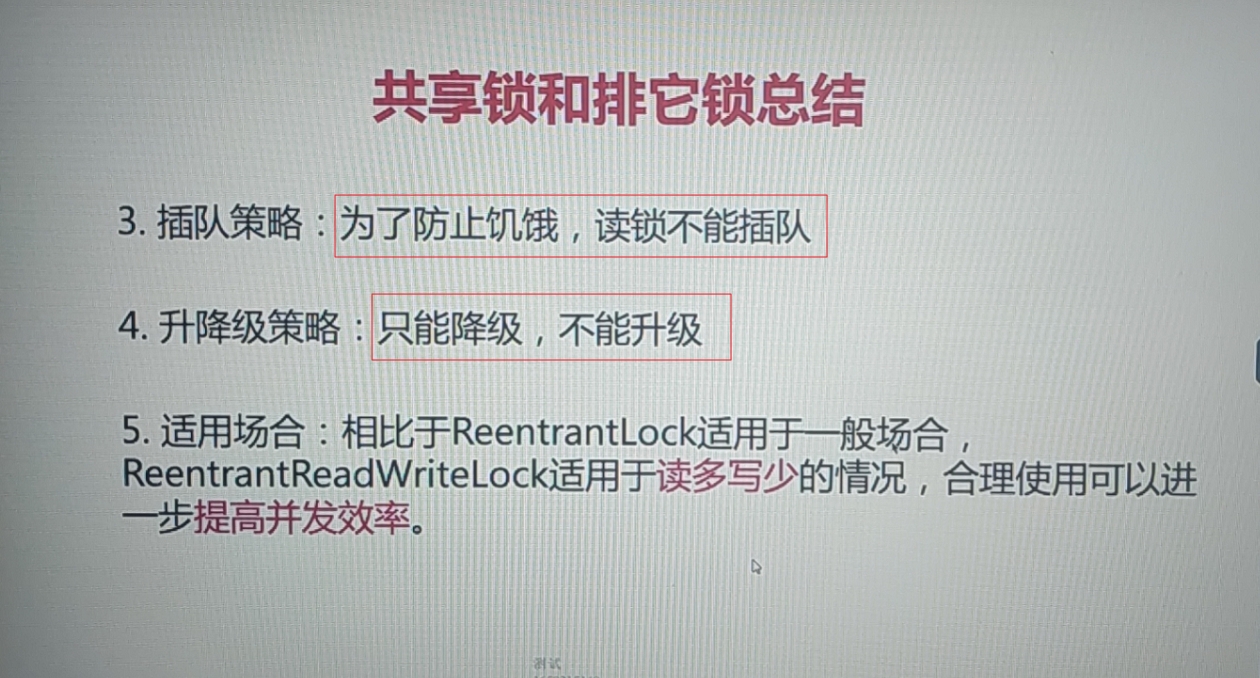 共享锁和排它锁总结
3. 插队策略：为了防止饥饿，读锁不能插队
4. 升降级策略：只能降级，不能升级
5. 适用场合：相比于ReentrantLock适用于一般场合，
ReentrantReadWriteLock适用于读多写少的情况，合理使用可以进
一步提高并发效率。
测试